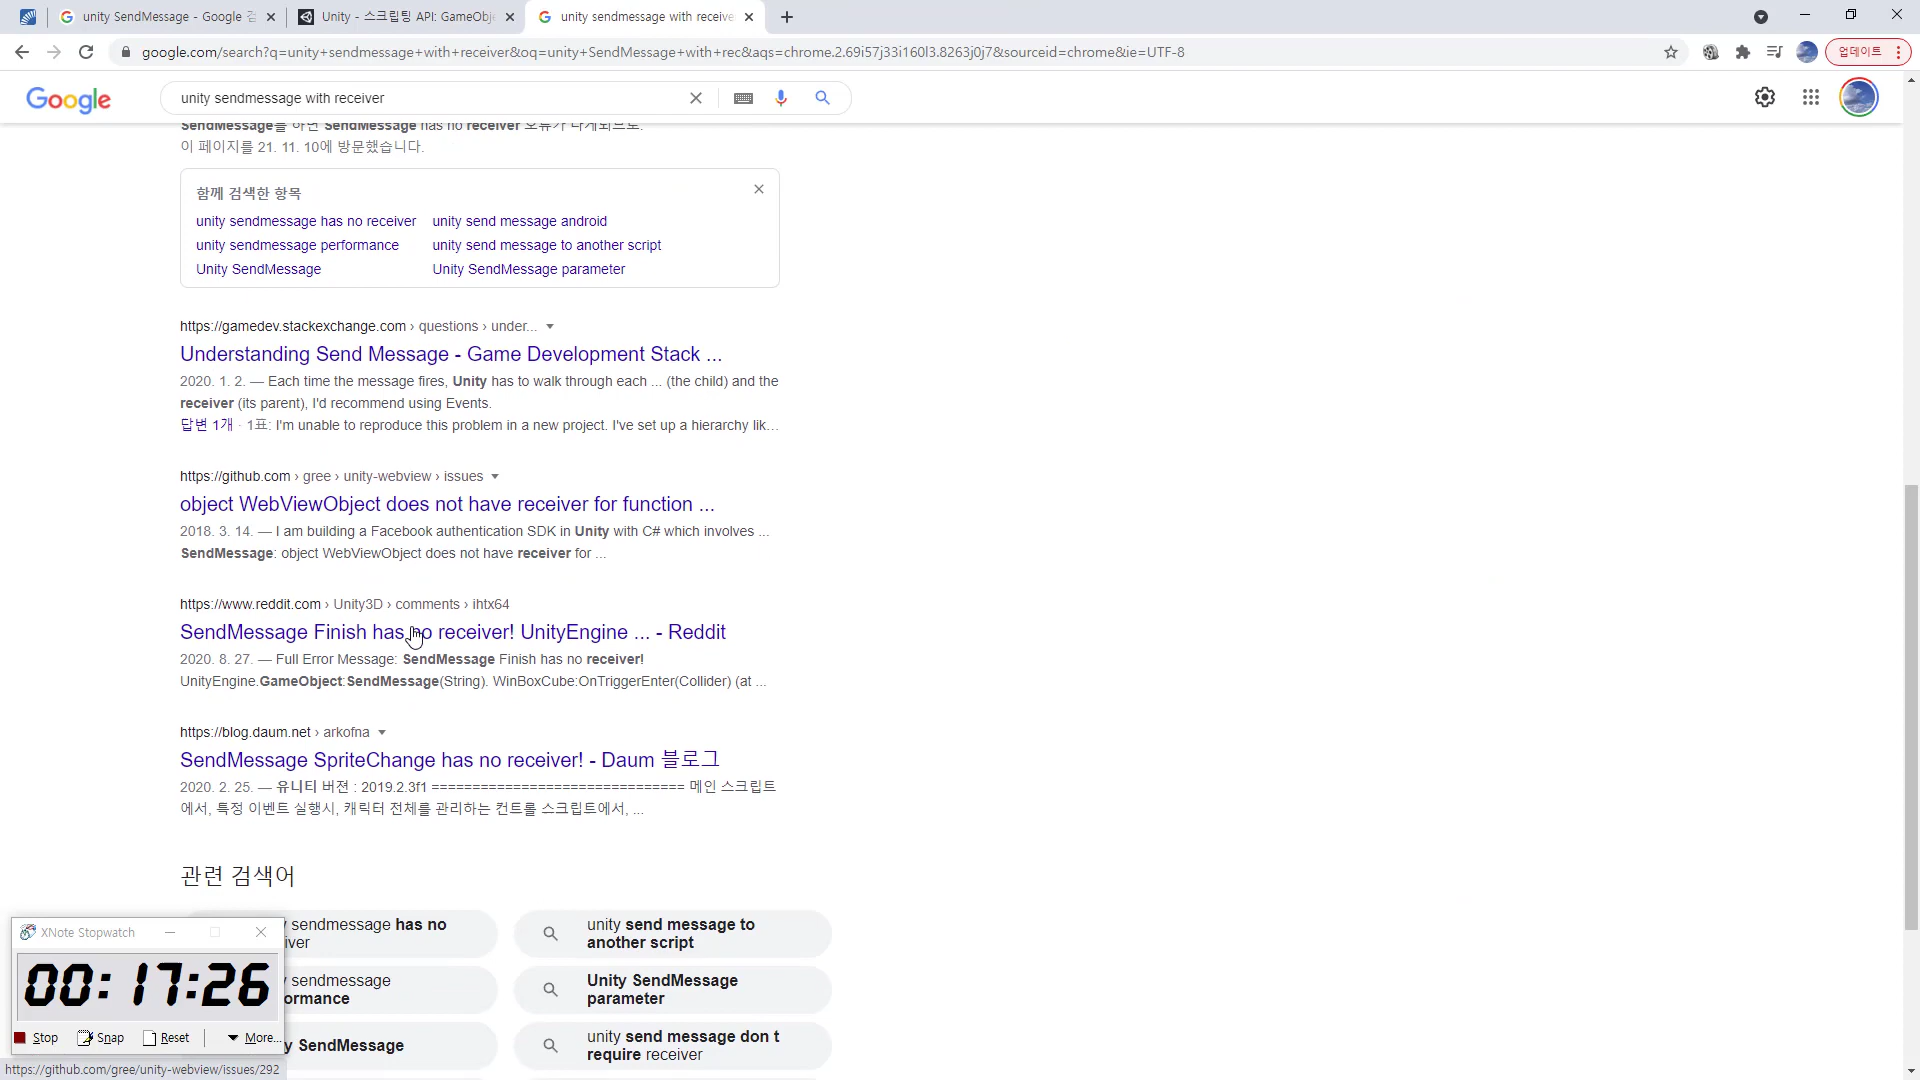 unity SendMessage - Google 검
Unity - 스크립팅 API: GameObje
unity sendmessage with receive
google.com/search?q=unity+sendmessage+with+receiver&oq=unity+SendMessage+with+rec&aqs=chrome.2.69i57j33i160l3.8263j0j7&sourceid=chrome&ie=UTF-8
업데이트
Google
unity sendmessage with receiver
SendMessage를 하면 SendMessage has no receiver 오류가 나게되므로.
이 페이지를 21. 11. 10에 방문했습니다.
함께 검색한 항목
unity sendmessage has no receiver
unity send message android
unity sendmessage performance
unity send message to another script
Unity SendMessage
Unity SendMessage parameter
https://gamedev.stackexchange.com › questions › under...
Understanding Send Message - Game Development Stack ...
2020. 1. 2. — Each time the message fires, Unity has to walk through each ... (the child) and the
receiver (its parent), I'd recommend using Events.
답변 1개 · 1표: I'm unable to reproduce this problem in a new project. I've set up a hierarchy lik...
https://github.com › gree › unity-webview › issues
object WebViewObject does not have receiver for function ...
2018. 3. 14. — I am building a Facebook authentication SDK in Unity with C# which involves ...
SendMessage: object WebViewObject does not have receiver for ...
https://www.reddit.com › Unity3D › comments › ihtx64
SendMessage Finish has no receiver! UnityEngine ... - Reddit
2020. 8. 27. — Full Error Message: SendMessage Finish has no receiver!
UnityEngine.GameObject:SendMessage(String). WinBoxCube:OnTriggerEnter(Collider) (at ...
https://blog.daum.net › arkofna
SendMessage SpriteChange has no receiver! - Daum 블로그
2020. 2. 25. — 유니티 버젼 : 2019.2.3f1 ============================== 메인 스크립트
에서, 특정 이벤트 실행시, 캐릭터 전체를 관리하는 컨트롤 스크립트에서, ...
관련 검색어
y sendmessage has no
iver
unity send message to
another script
y sendmessage
ormance
Unity SendMessage
parameter
y SendMessage
unity send message don t
require receiver
XNote Stopwatch
00:17:26
Stop
Snap
Reset
More...
https://github.com/gree/unity-webview/issues/292